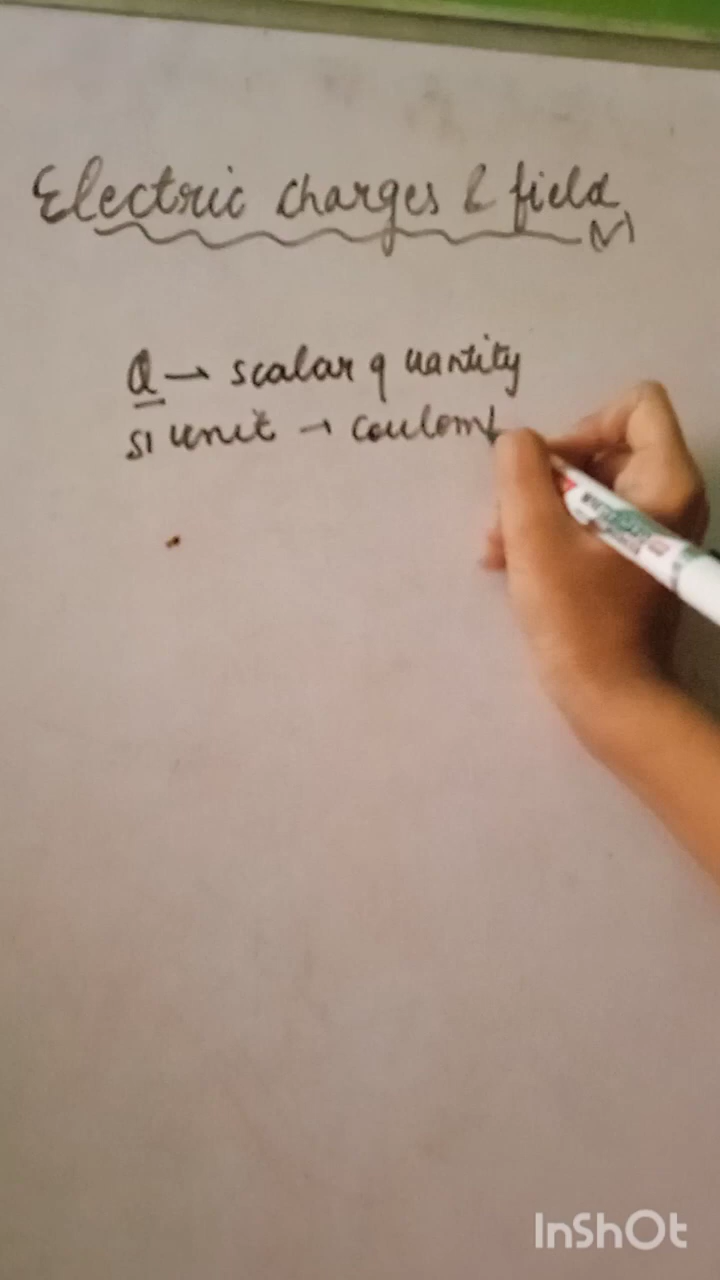 Electric charges & field
Q → scalar quantity
SI unit → coulomb
InShOt